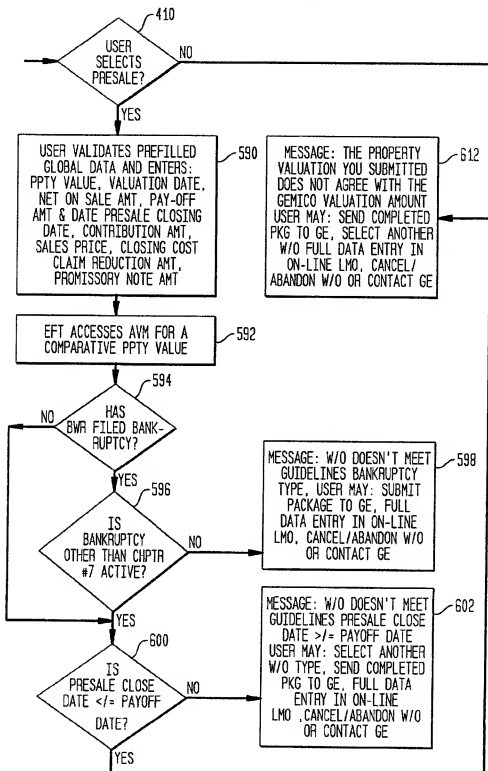 410
USER
SELECTS
PRESALE?
NO
YES
USER VALIDATES PREFILLED
GLOBAL DATA AND ENTERS:
PPTY VALUE, VALUATION DATE,
NET ON SALE AMT, PAY-OFF
AMT & DATE PRESALE CLOSING
DATE, CONTRIBUTION AMT,
SALES PRICE, CLOSING COST
CLAIM REDUCTION AMT,
PROMISSORY NOTE AMT
590
MESSAGE: THE PROPERTY
VALUATION YOU SUBMITTED
DOES NOT AGREE WITH THE
GEMICO VALUATION AMOUNT
USER MAY: SEND COMPLETED
PKG TO GE, SELECT ANOTHER
W/O FULL DATA ENTRY IN
ON-LINE LMO, CANCEL/
ABANDON W/O OR CONTACT GE
612
EFT ACCESSES AVM FOR A
COMPARATIVE PPTY VALUE
592
594
NO
HAS
BWR FILED BANK-
RUPTCY?
YES
596
IS
BANKRUPTCY
OTHER THAN CHPTR
#7 ACTIVE?
NO
YES
MESSAGE: W/O DOESN'T MEET
GUIDELINES BANKRUPTCY
TYPE, USER MAY: SUBMIT
PACKAGE TO GE, FULL
DATA ENTRY IN ON-LINE
LMO, CANCEL/ABANDON W/O
OR CONTACT GE
598
600
IS
PRESALE CLOSE
DATE </= PAYOFF
DATE?
NO
YES
MESSAGE: W/O DOESN'T MEET
GUIDELINES PRESALE CLOSE
DATE >/= PAYOFF DATE
USER MAY: SELECT ANOTHER
W/O TYPE, SEND COMPLETED
PKG TO GE, FULL DATA
ENTRY IN ON-LINE
LMO ,CANCEL/ABANDON W/O
OR CONTACT GE
602